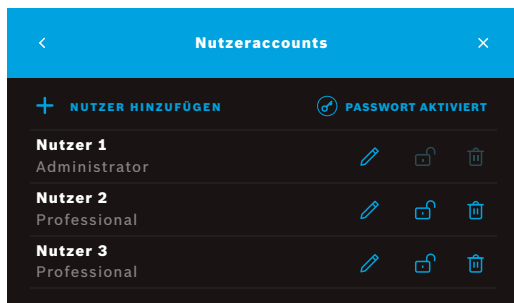 Nutzeraccounts
NUTZER HINZUFÜGEN PASSWORT AKTIVIERT
Nutzer 1
Administrator
Nutzer 2
Professional
Nutzer 3
Professional